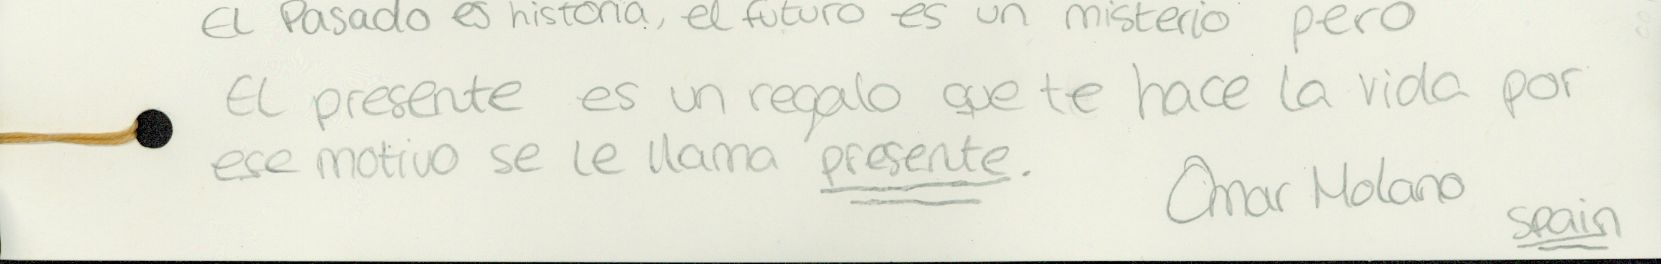 El Pasado es historia, el futuro es un misterio pero
El presente es un regalo que te hace la vida por
ese motivo se le llama presente.
Omar Molano
spain